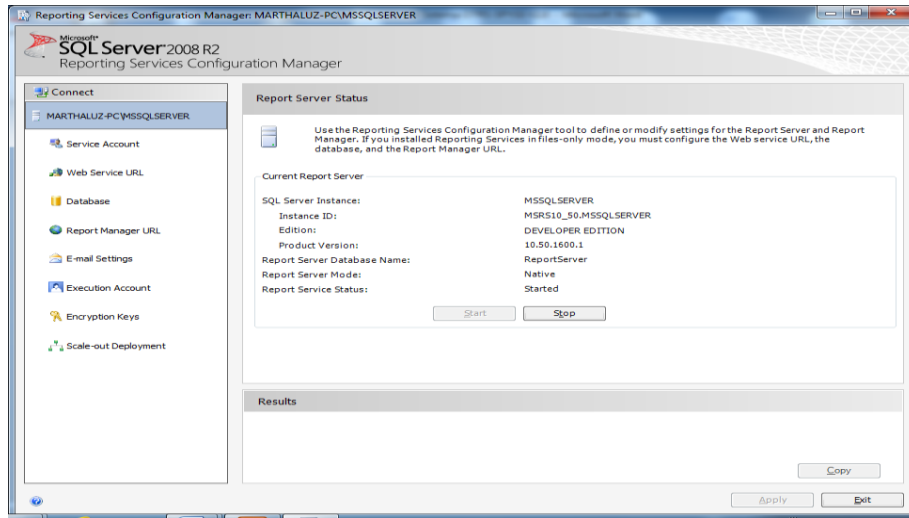 Reporting Services Configuration Manager: MARTHALUZ-PC\MSSQLSERVER
Microsoft®
SQL Server® 2008 R2
Reporting Services Configuration Manager
Connect
MARTHALUZ-PC\MSSQLSERVER
Service Account
Web Service URL
Database
Report Manager URL
E-mail Settings
Execution Account
Encryption Keys
Scale-out Deployment
Report Server Status
Use the Reporting Services Configuration Manager tool to define or modify settings for the Report Server and Report
Manager. If you installed Reporting Services in files-only mode, you must configure the Web service URL, the
database, and the Report Manager URL.
Current Report Server
SQL Server Instance: MSSQLSERVER
Instance ID: MSRS10_50.MSSQLSERVER
Edition: DEVELOPER EDITION
Product Version: 10.50.1600.1
Report Server Database Name: ReportServer
Report Server Mode: Native
Report Service Status: Started
Start Stop
Results
Copy
Apply Exit